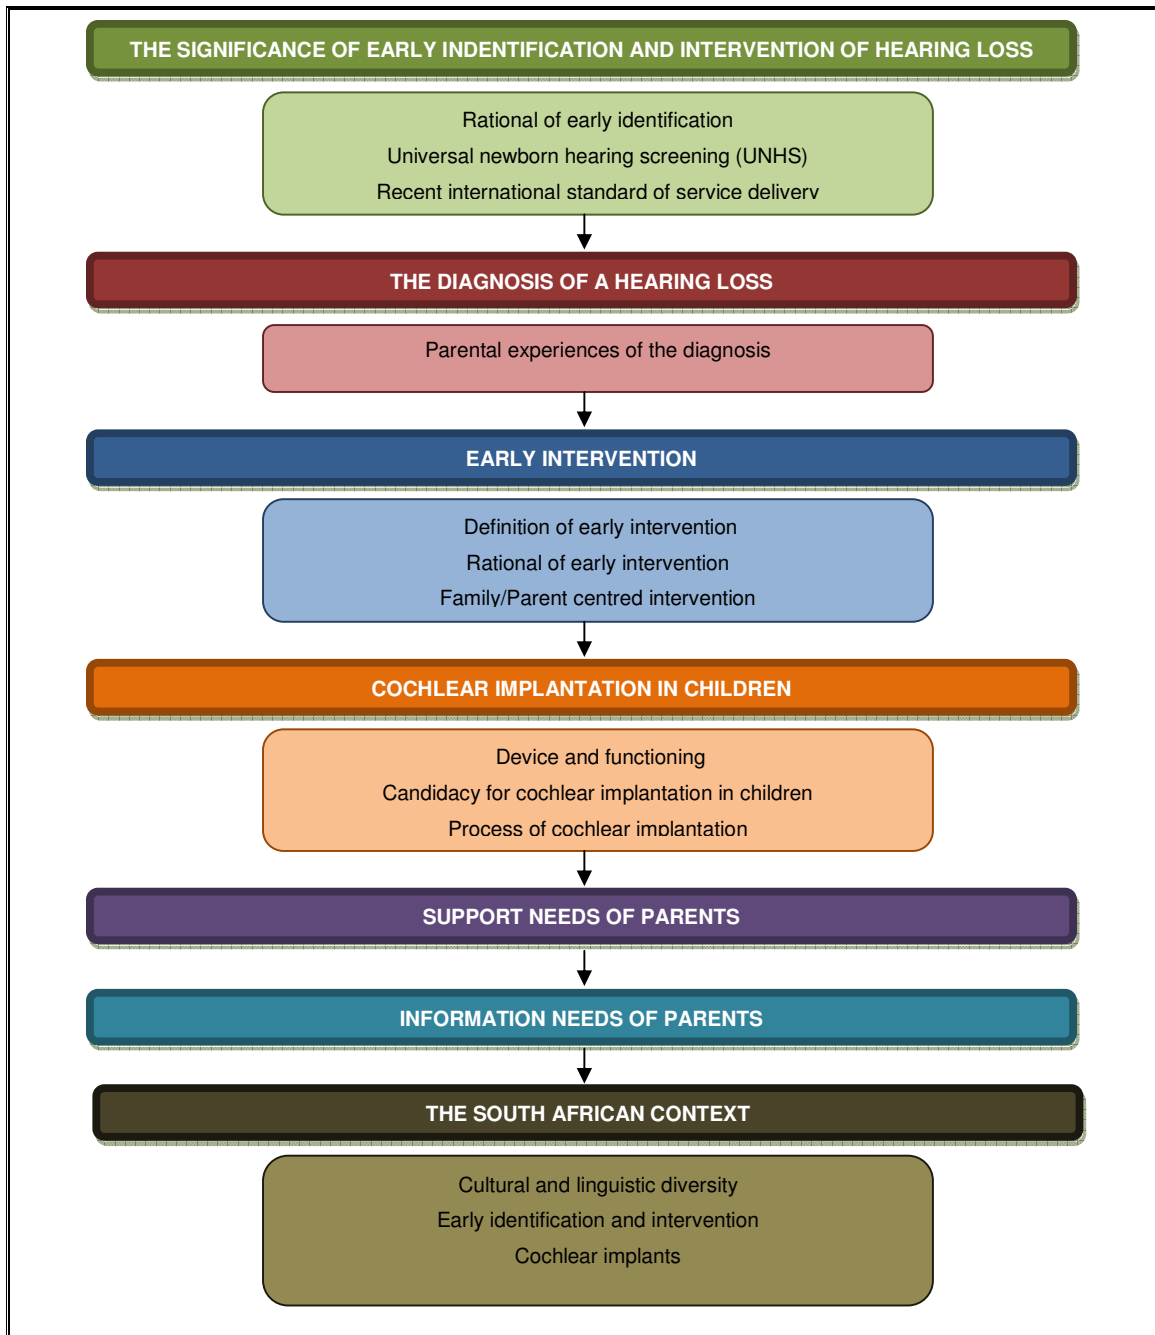 THE SIGNIFICANCE OF EARLY INDENTIFICATION AND INTERVENTION OF HEARING LOSS
Rational of early identification
Universal newborn hearing screening (UNHS)
Recent international standard of service delivery
THE DIAGNOSIS OF A HEARING LOSS
Parental experiences of the diagnosis
EARLY INTERVENTION
Definition of early intervention
Rational of early intervention
Family/Parent centred intervention
COCHLEAR IMPLANTATION IN CHILDREN
Device and functioning
Candidacy for cochlear implantation in children
Process of cochlear implantation
SUPPORT NEEDS OF PARENTS
INFORMATION NEEDS OF PARENTS
THE SOUTH AFRICAN CONTEXT
Cultural and linguistic diversity
Early identification and intervention
Cochlear implants